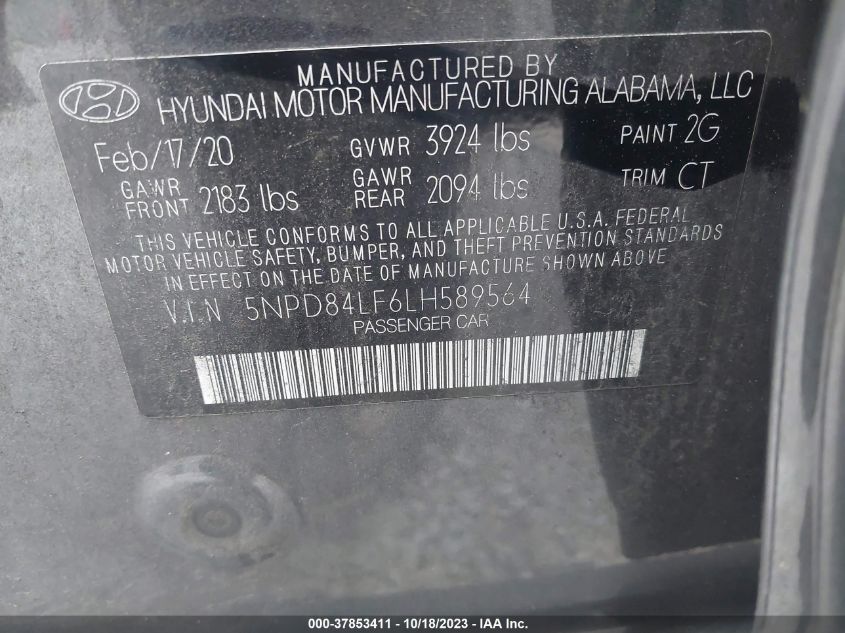 MANUFACTURED BY
HYUNDAI MOTOR MANUFACTURING ALABAMA, LLC
Feb/17/20 GVWR 3924 lbs PAINT 2G
GAWR FRONT 2183 lbs GAWR REAR 2094 lbs TRIM CT
THIS VEHICLE CONFORMS TO ALL APPLICABLE U.S.A. FEDERAL
MOTOR VEHICLE SAFETY, BUMPER, AND THEFT PREVENTION STANDARDS
IN EFFECT ON THE DATE OF MANUFACTURE SHOWN ABOVE
V.I.N 5NPD84LF6LH589564
PASSENGER CAR
000-37853411 - 10/18/2023 - IAA Inc.